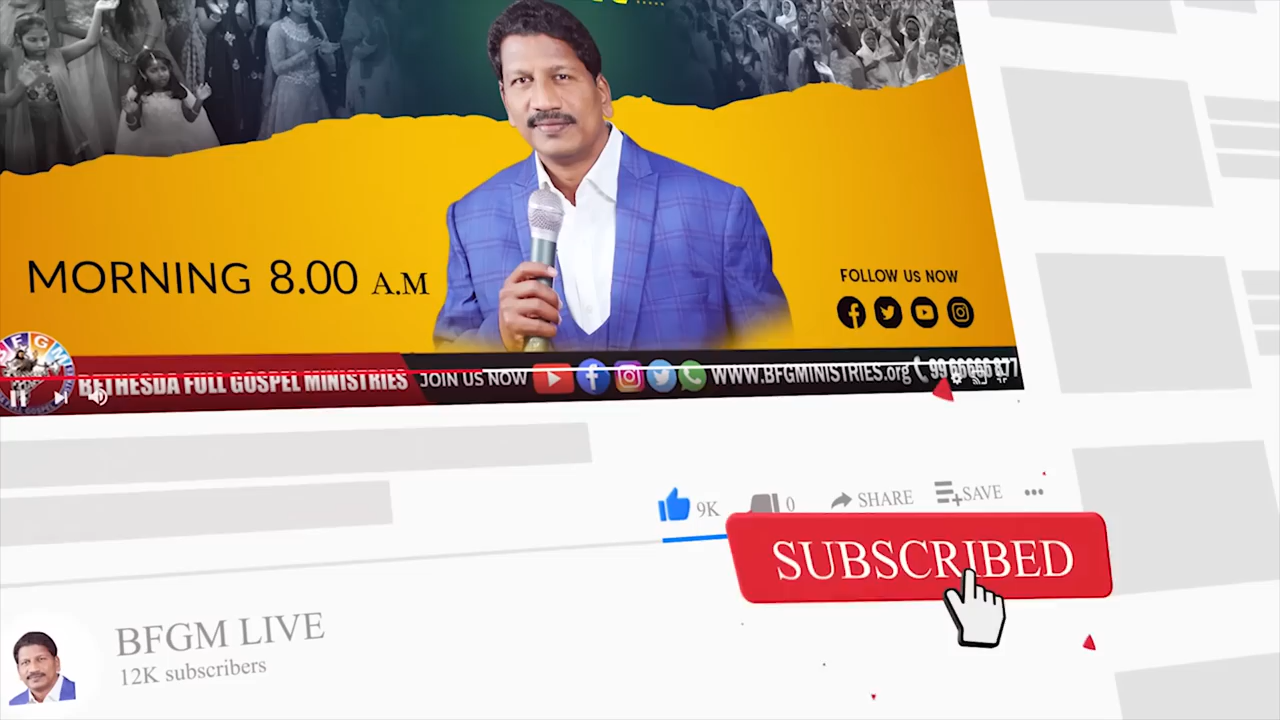 MORNING 8.00 A.M
FOLLOW US NOW
BFGM
BETHESDA FULL GOSPEL MINISTRIES
JOIN US NOW
WWW.BFGMINISTRIES.org
9K
0
SHARE
SAVE
SUBSCRIBED
BFGM LIVE
12K subscribers